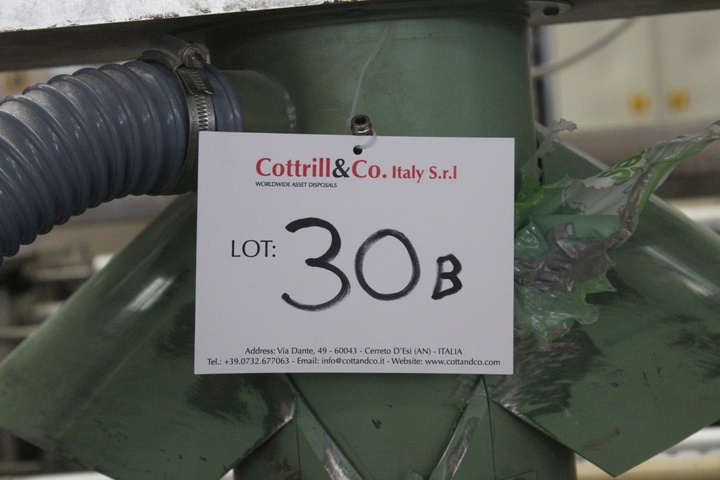 Cottrill&Co. Italy S.r.l
WORLDWIDE ASSET DISPOSALS
LOT: 30B
Address: Via Dante, 49 - 60043 - Cerreto D'Esi (AN) - ITALIA
Tel.: +39.0732.677063 - Email: info@cottandco.it - Website: www.cottandco.com